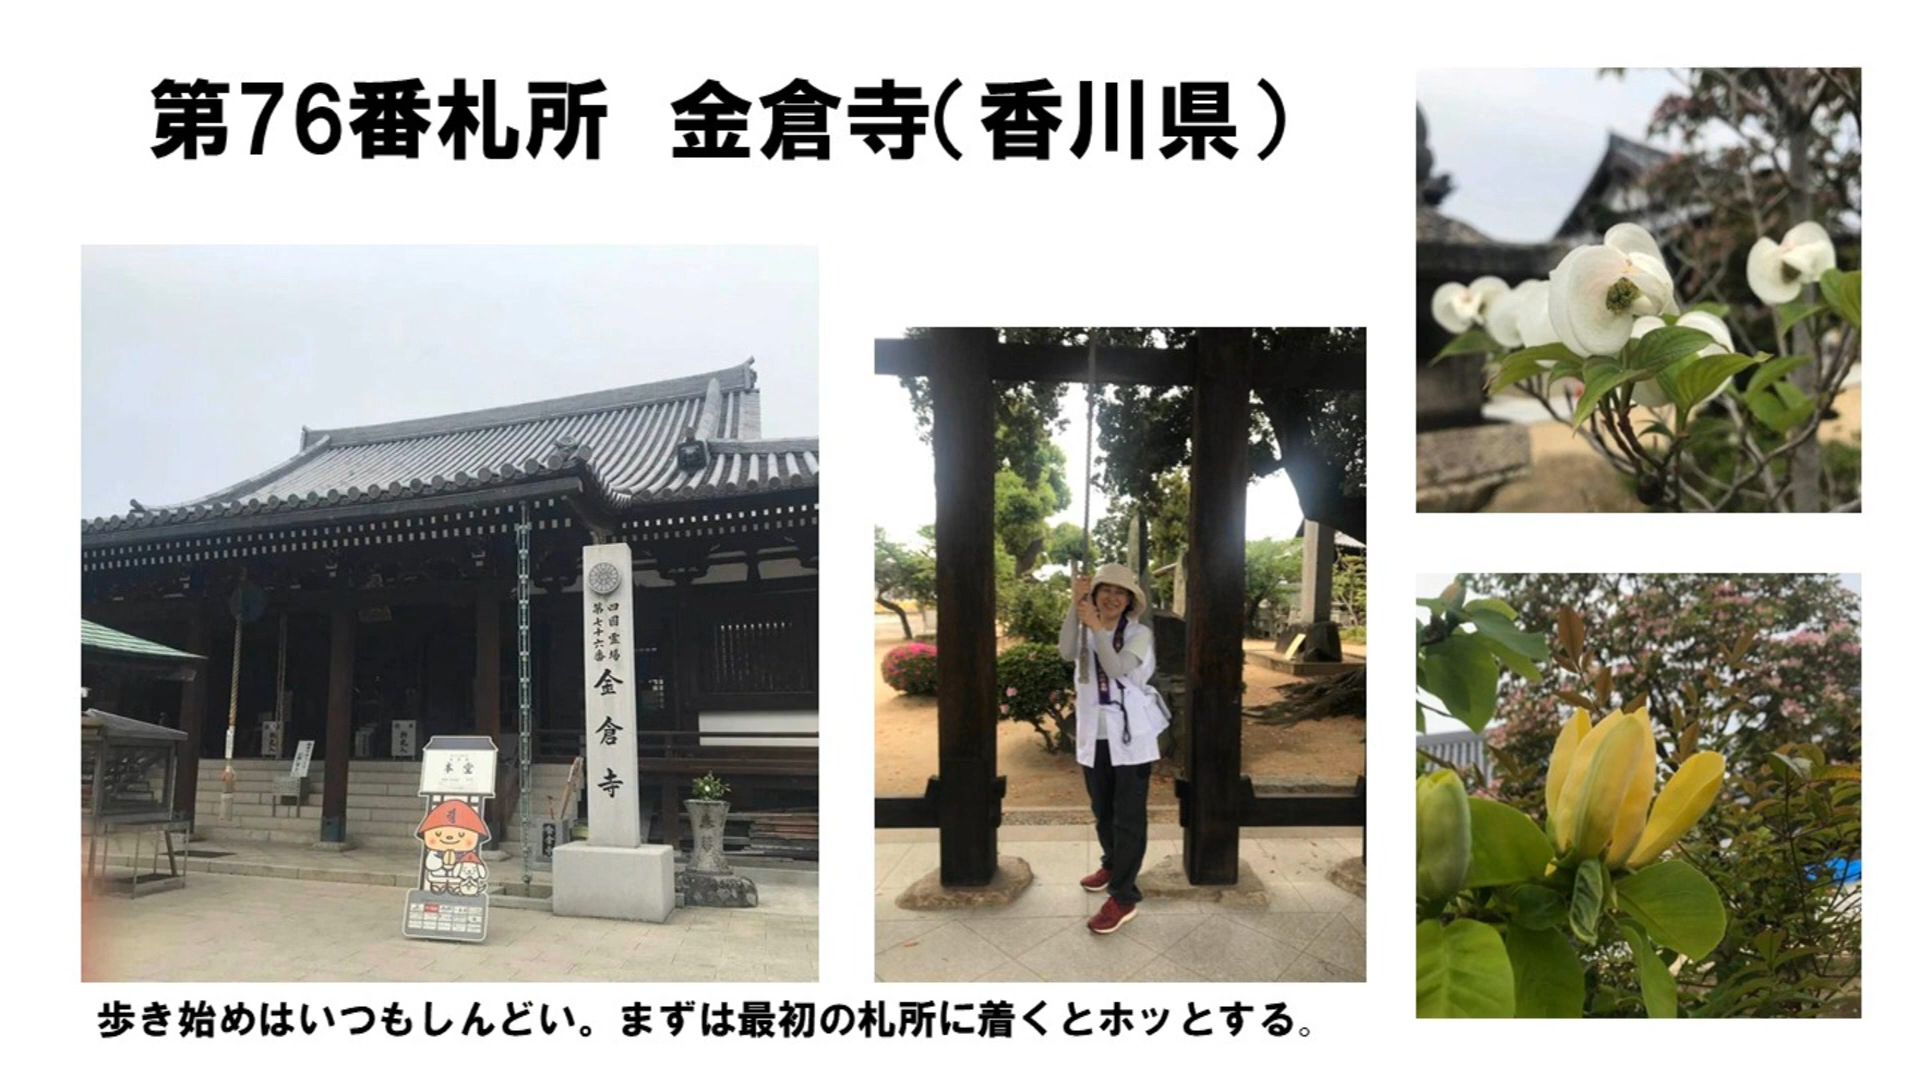 第76番札所　金倉寺(香川県)
四国霊場
第七十六番
金倉寺
本堂
歩き始めはいつもしんどい。まずは最初の札所に着くとホッとする。